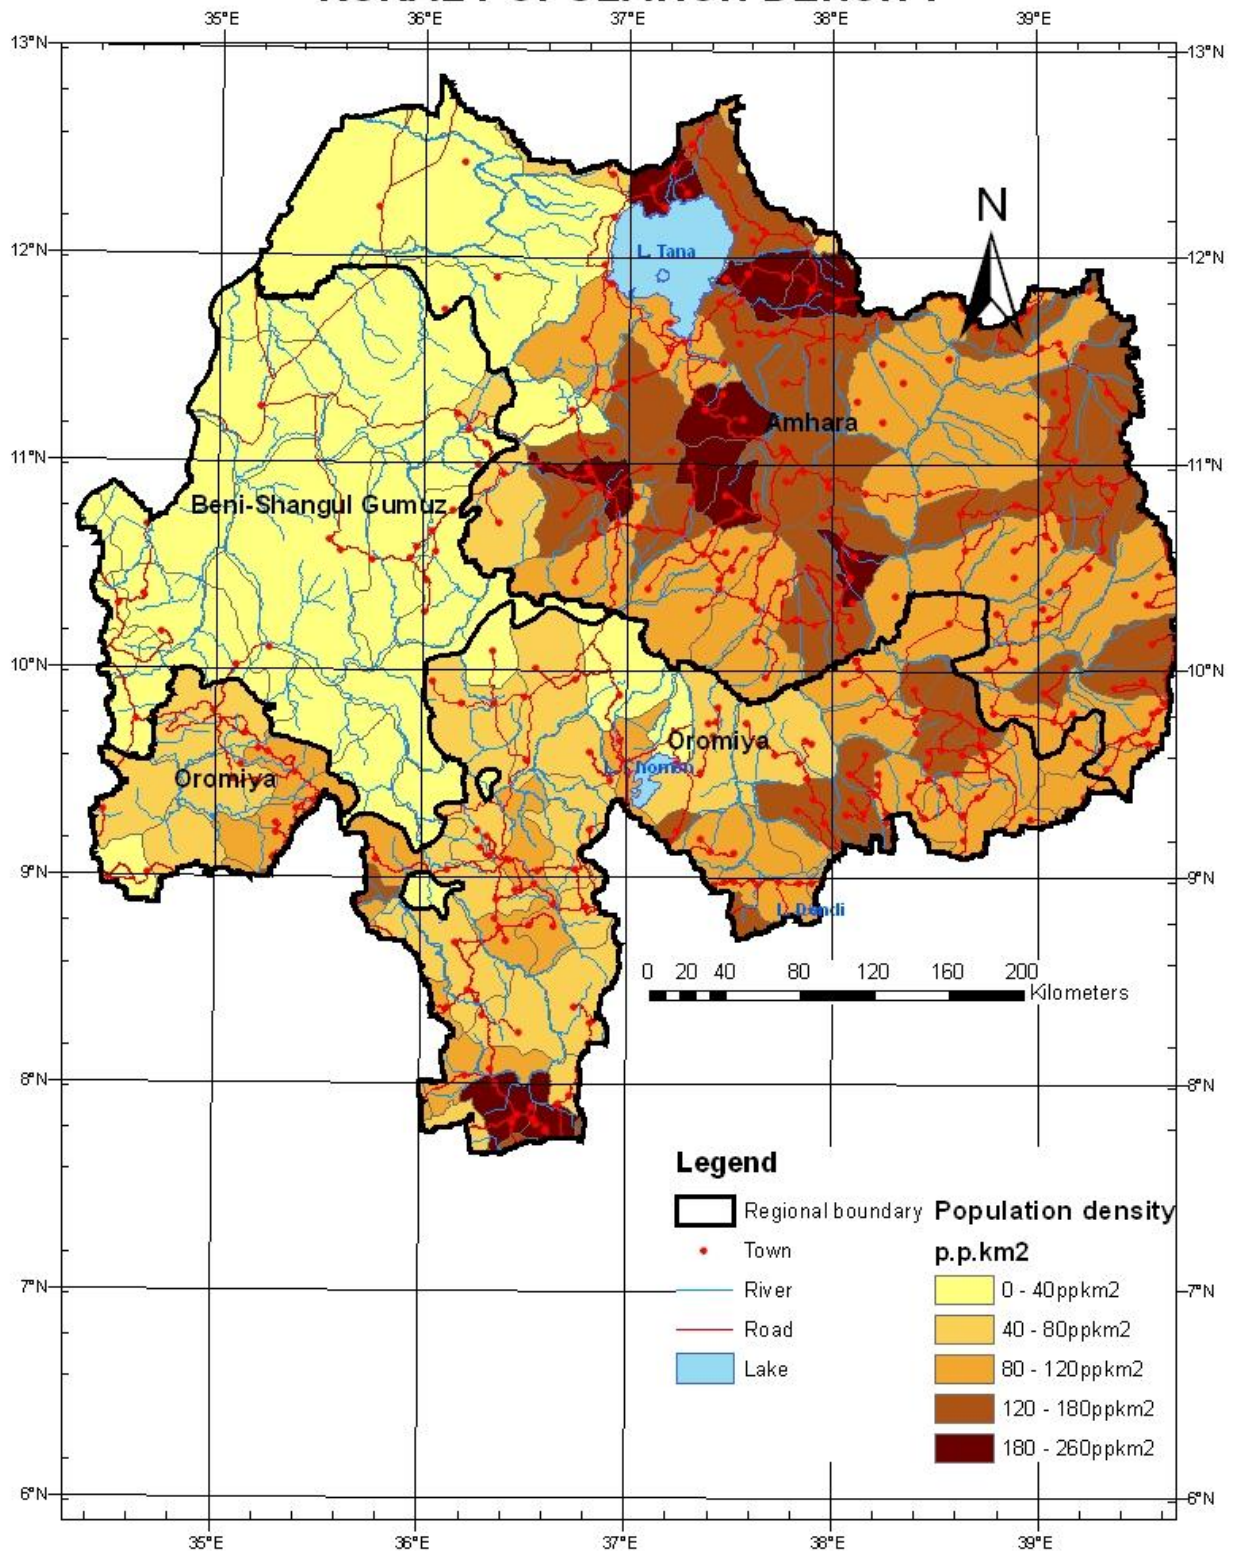 35°E 36°E 37°E 38°E 39°E
13°N 13°N
N
12°N 12°N
L. Tana
Amhara
11°N 11°N
Beni-Shangul Gumuz
10°N 10°N
Oromiya
Oromiya
9°N 9°N
0 20 40 80 120 160 200
Kilometers
8°N 8°N
Legend
Regional boundary
Town
River
Road
Lake
Population density
p.p.km2
0 - 40ppkm2
40 - 80ppkm2
80 - 120ppkm2
120 - 180ppkm2
180 - 260ppkm2
7°N 7°N
6°N 6°N
35°E 36°E 37°E 38°E 39°E